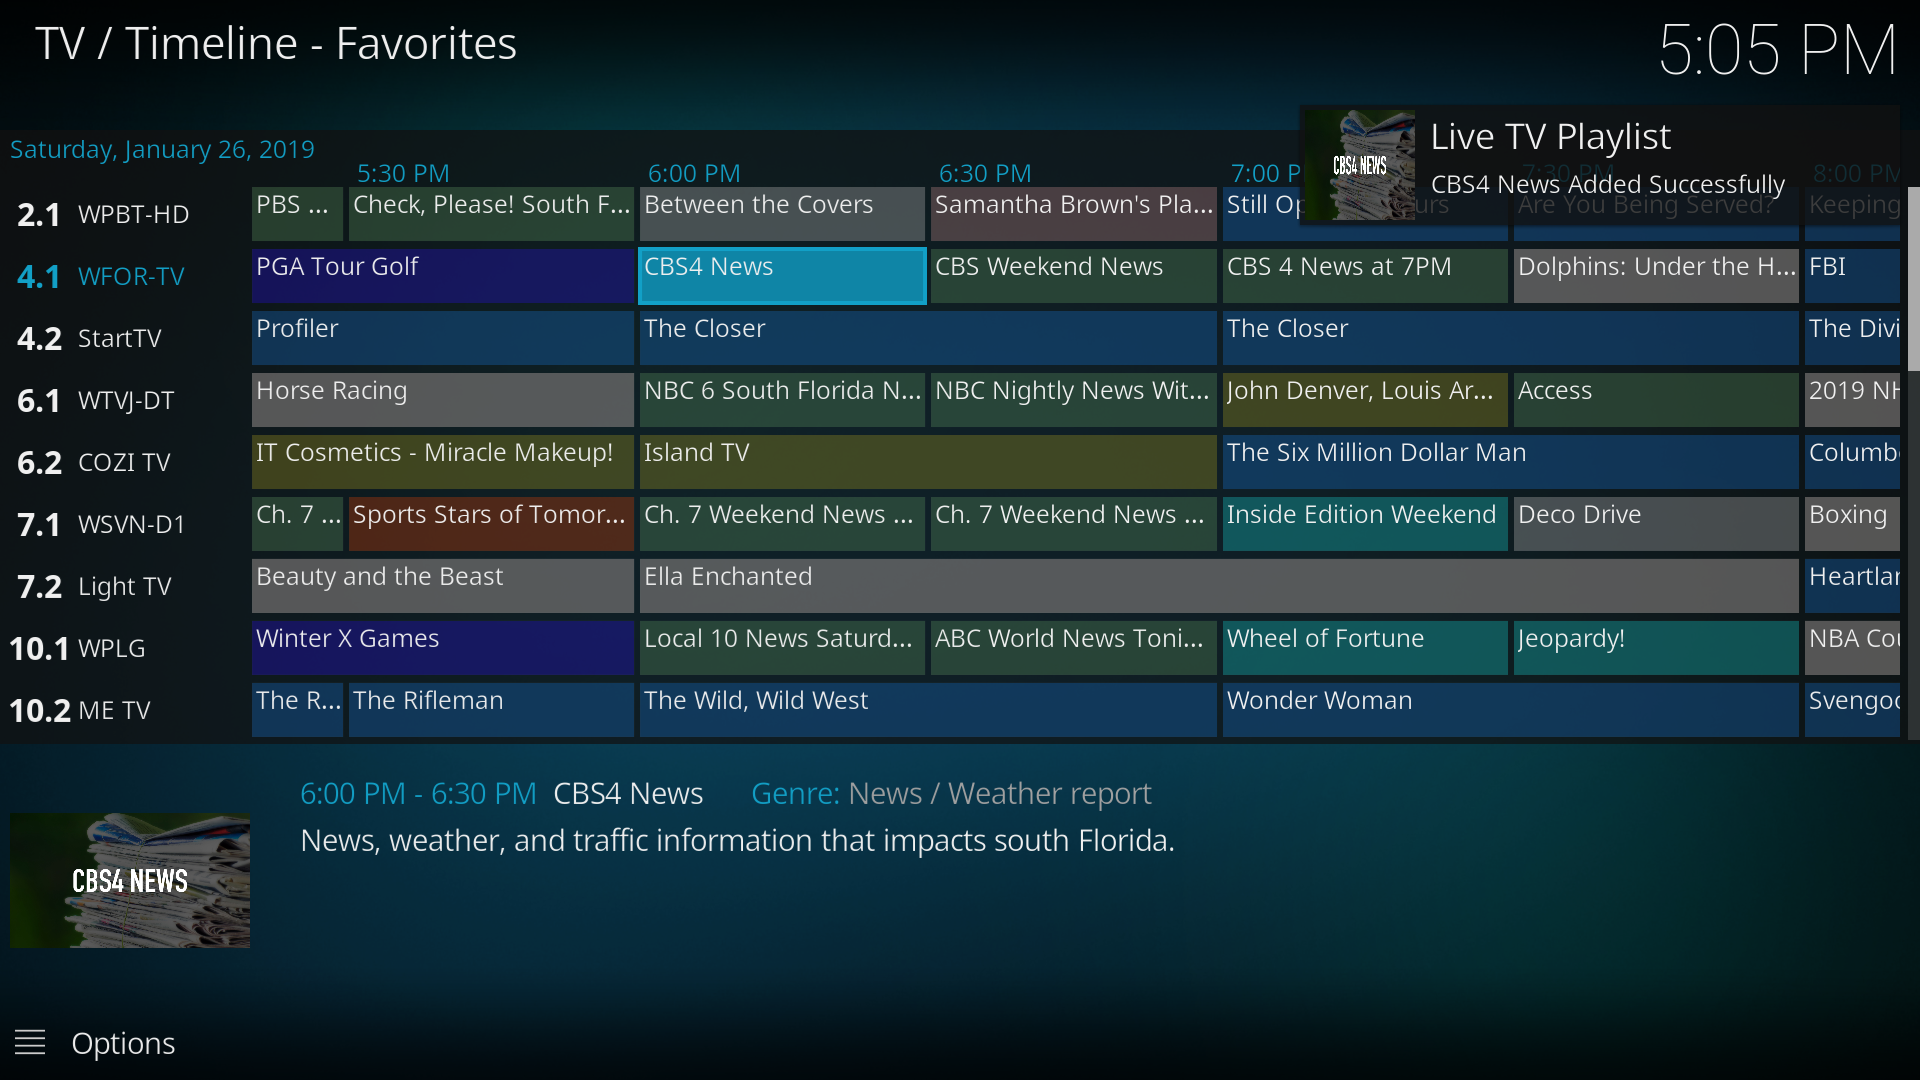 TV / Timeline - Favorites
5:05 PM
Live TV Playlist
CBS4 News Added Successfully
CBS4 NEWS
Saturday, January 26, 2019
5:30 PM 6:00 PM 6:30 PM 7:00 P 7:30 PM 8:00 PM
2.1 WPBT-HD PBS ... Check, Please! South F... Between the Covers Samantha Brown's Pla... Still Op urs Are You Being Served? Keeping
4.1 WFOR-TV PGA Tour Golf CBS4 News CBS Weekend News CBS 4 News at 7PM Dolphins: Under the H... FBI
4.2 StartTV Profiler The Closer The Closer The Divi
6.1 WTVJ-DT Horse Racing NBC 6 South Florida N... NBC Nightly News Wit... John Denver, Louis Ar... Access 2019 NH
6.2 COZI TV IT Cosmetics - Miracle Makeup! Island TV The Six Million Dollar Man Columb
7.1 WSVN-D1 Ch. 7 ... Sports Stars of Tomor... Ch. 7 Weekend News ... Ch. 7 Weekend News ... Inside Edition Weekend Deco Drive Boxing
7.2 Light TV Beauty and the Beast Ella Enchanted Heartlan
10.1 WPLG Winter X Games Local 10 News Saturd... ABC World News Toni... Wheel of Fortune Jeopardy! NBA Cou
10.2 ME TV The R... The Rifleman The Wild, Wild West Wonder Woman Svengoo
6:00 PM - 6:30 PM CBS4 News Genre: News / Weather report
News, weather, and traffic information that impacts south Florida.
CBS4 NEWS
Options